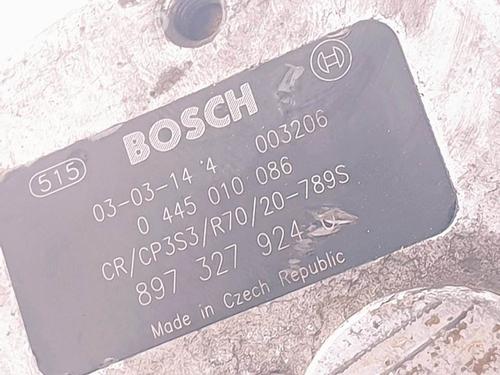 BOSCH
515
03-03-14 4 003206
0 445 010 086
CR/CP3S3/R70/20-789S
897 327 924
Made in Czech Republic